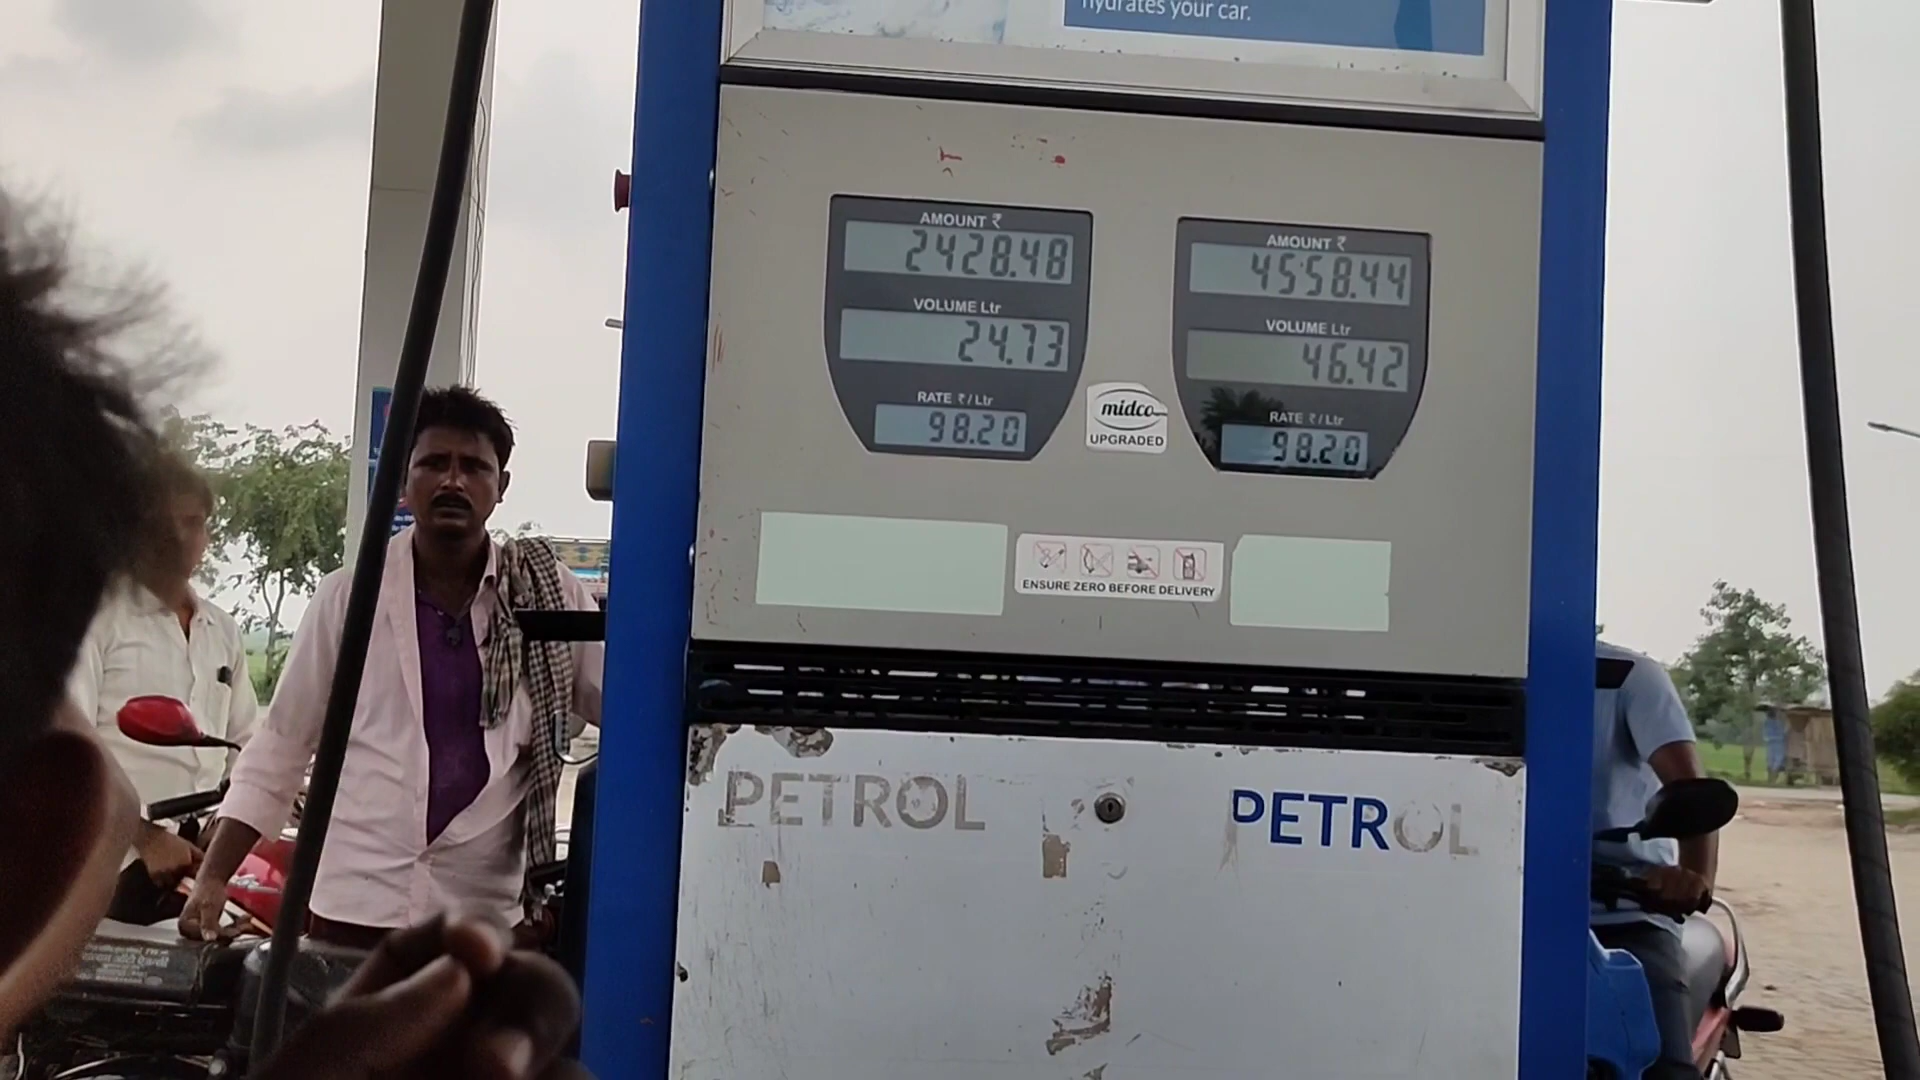 hydrates your car.
AMOUNT ₹
2428.48
VOLUME Ltr
24.73
RATE ₹/Ltr
98.20
AMOUNT ₹
4558.44
VOLUME Ltr
46.42
RATE ₹/Ltr
98.20
midco
UPGRADED
ENSURE ZERO BEFORE DELIVERY
PETROL
PETROL